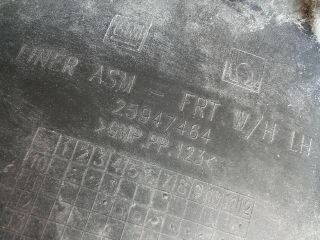 GM
LINER ASM - FRT W/H LH
25947464
1 2 3 4 5 6 7 8 9 10 11 12